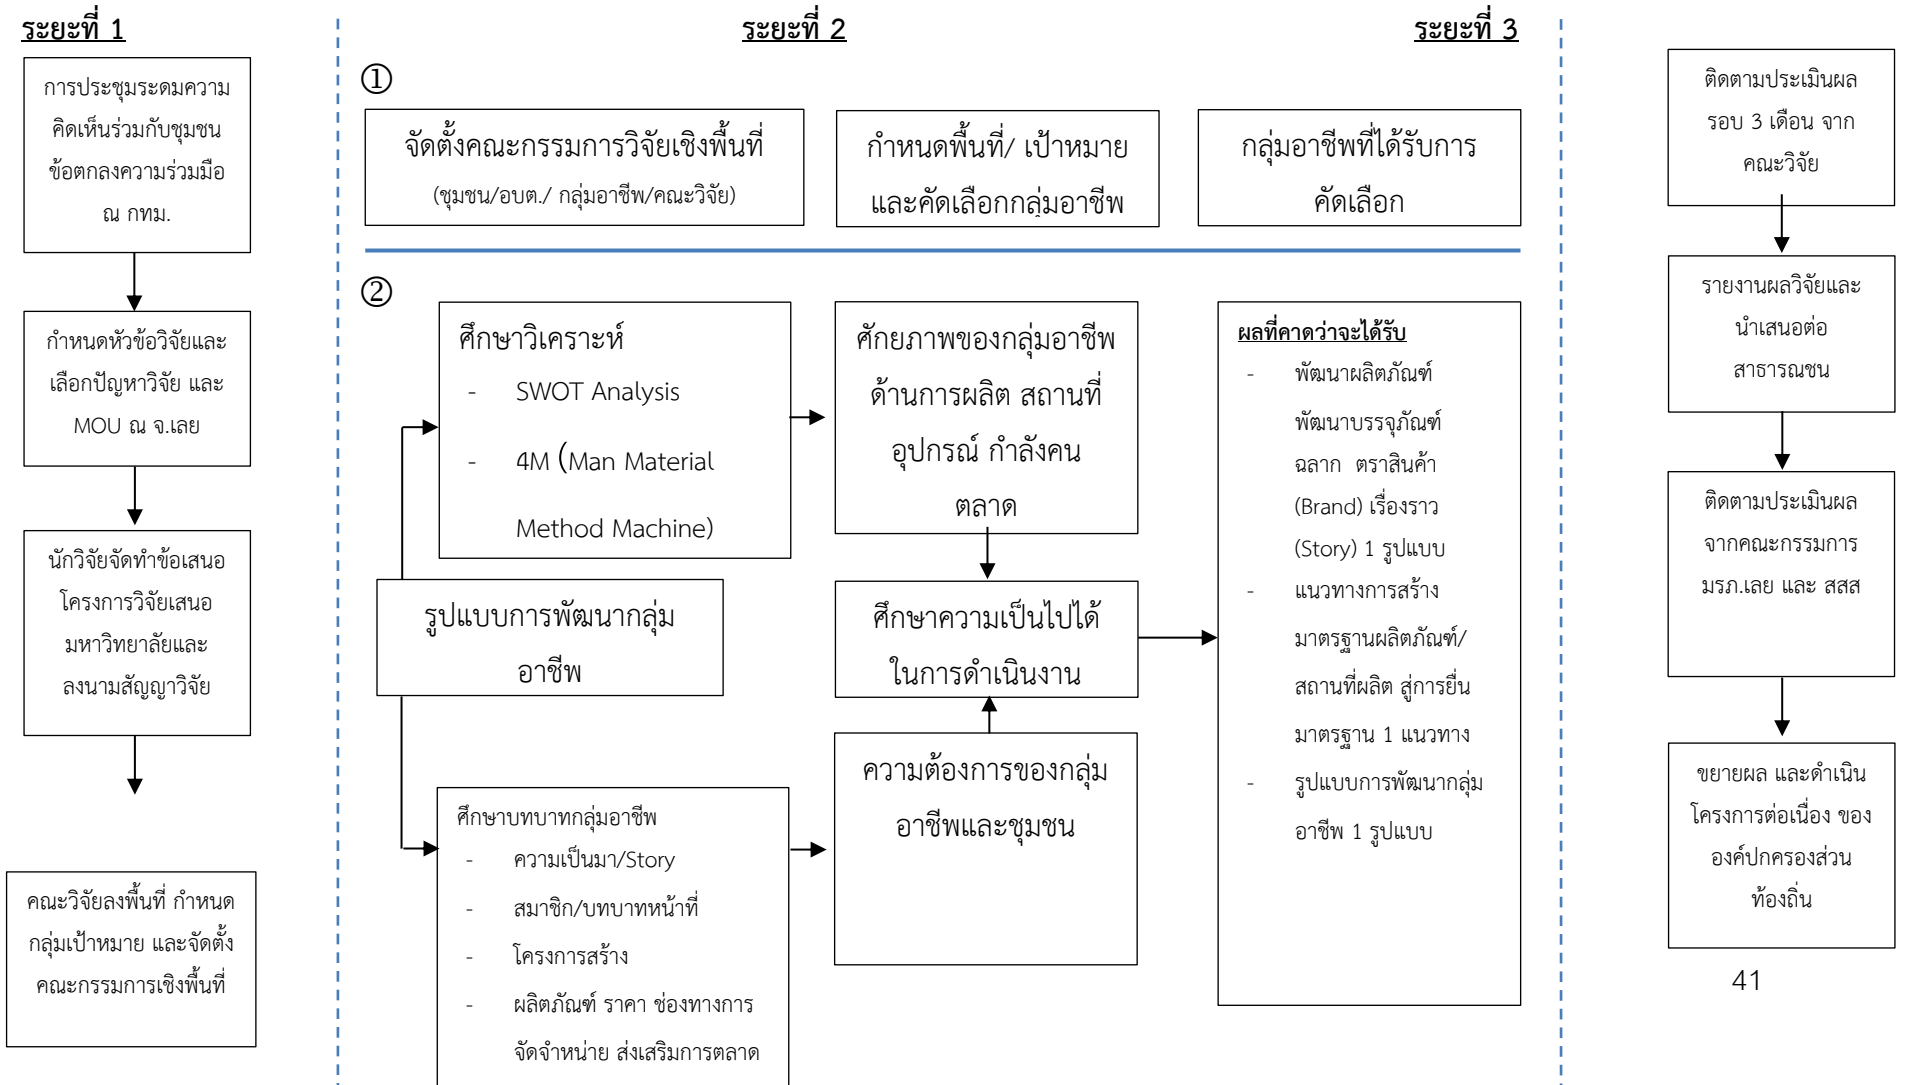 ระยะที่ 1
การประชุมระดมความ
คิดเห็นร่วมกับชุมชน
ข้อตกลงความร่วมมือ
ณ กทม.
กำหนดหัวข้อวิจัยและ
เลือกปัญหาวิจัย และ
MOU ณ จ.เลย
นักวิจัยจัดทำข้อเสนอ
โครงการวิจัยเสนอ
มหาวิทยาลัยและ
ลงนามสัญญาวิจัย
คณะวิจัยลงพื้นที่ กำหนด
กลุ่มเป้าหมาย และจัดตั้ง
คณะกรรมการเชิงพื้นที่
ระยะที่ 2
①
จัดตั้งคณะกรรมการวิจัยเชิงพื้นที่
(ชุมชน/อบต./ กลุ่มอาชีพ/คณะวิจัย)
กำหนดพื้นที่/ เป้าหมาย
และคัดเลือกกลุ่มอาชีพ
กลุ่มอาชีพที่ได้รับการ
คัดเลือก
②
ศึกษาวิเคราะห์
- SWOT Analysis
- 4M (Man Material
Method Machine)
รูปแบบการพัฒนากลุ่ม
อาชีพ
ศึกษาบทบาทกลุ่มอาชีพ
- ความเป็นมา/Story
- สมาชิก/บทบาทหน้าที่
- โครงการสร้าง
- ผลิตภัณฑ์ ราคา ช่องทางการ
จัดจำหน่าย ส่งเสริมการตลาด
ศักยภาพของกลุ่มอาชีพ
ด้านการผลิต สถานที่
อุปกรณ์ กำลังคน
ตลาด
ศึกษาความเป็นไปได้
ในการดำเนินงาน
ความต้องการของกลุ่ม
อาชีพและชุมชน
ระยะที่ 3
ผลที่คาดว่าจะได้รับ
- พัฒนาผลิตภัณฑ์
พัฒนาบรรจุภัณฑ์
ฉลาก ตราสินค้า
(Brand) เรื่องราว
(Story) 1 รูปแบบ
- แนวทางการสร้าง
มาตรฐานผลิตภัณฑ์/
สถานที่ผลิต สู่การยื่น
มาตรฐาน 1 แนวทาง
- รูปแบบการพัฒนากลุ่ม
อาชีพ 1 รูปแบบ
ติดตามประเมินผล
รอบ 3 เดือน จาก
คณะวิจัย
รายงานผลวิจัยและ
นำเสนอต่อ
สาธารณชน
ติดตามประเมินผล
จากคณะกรรมการ
มรภ.เลย และ สสส
ขยายผล และดำเนิน
โครงการต่อเนื่อง ของ
องค์ปกครองส่วน
ท้องถิ่น
41